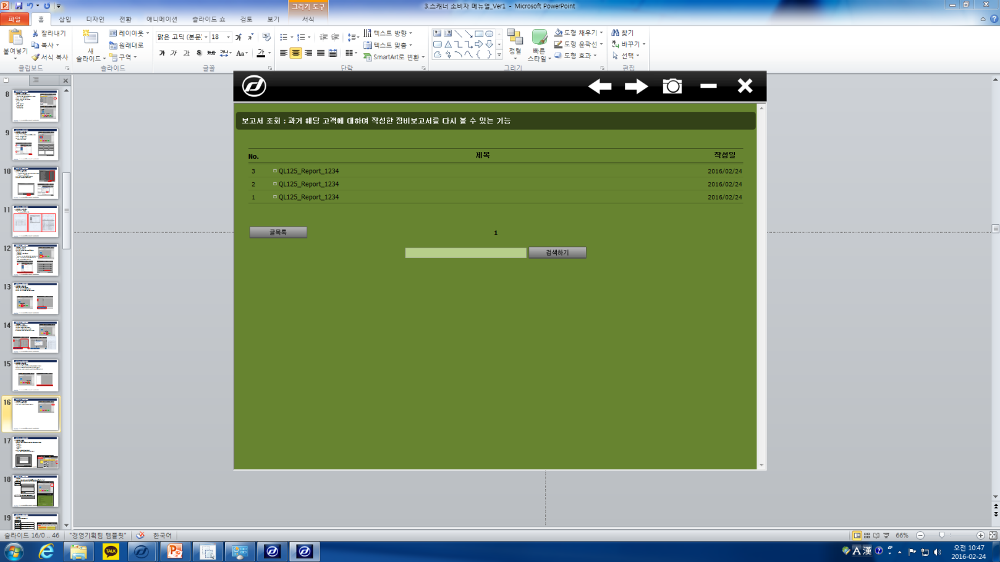 3.스캐너 소비자 메뉴얼_Ver1 - Microsoft PowerPoint
그리기 도구
파일 홈 삽입 디자인 전환 애니메이션 슬라이드 쇼 검토 보기 서식
붙여넣기
잘라내기
복사
서식 복사
클립보드
새 슬라이드
레이아웃
원래대로
구역
슬라이드
맑은 고딕 (본문) 18
가 가 가 S 가나 Aa 가
글꼴
텍스트 방향
텍스트 맞춤
SmartArt로 변환
단락
정렬
빠른 스타일
도형 채우기
도형 윤곽선
도형 효과
그리기
찾기
바꾸기
선택
편집
8
9
10
11
12
13
14
15
16
17
18
19
보고서 조회 : 과거 해당 고객에 대하여 작성한 정비보고서를 다시 볼 수 있는 기능
No. 제목 작성일
3 QL125_Report_1234 2016/02/24
2 QL125_Report_1234 2016/02/24
1 QL125_Report_1234 2016/02/24
글목록 1
검색하기
슬라이드 16/0 .. 46 "경영기획팀 템플릿" 한국어 66%
TALK
A 漢
오전 10:47
2016-02-24